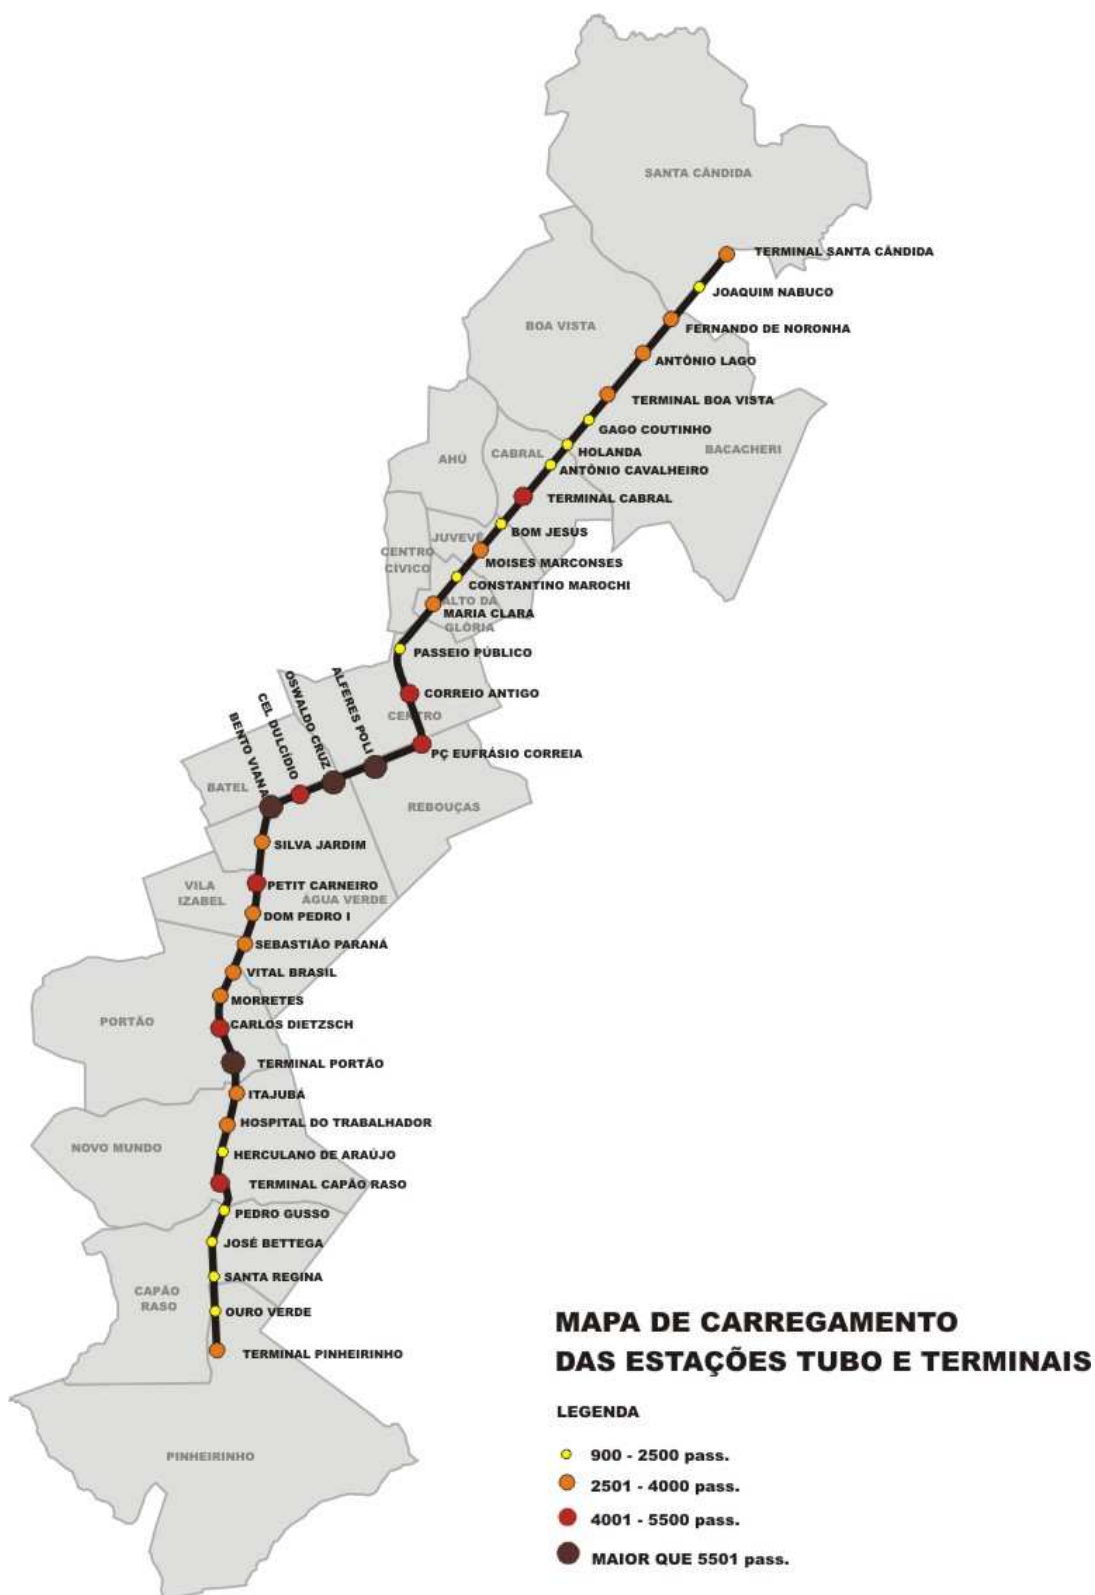 SANTA CÂNDIDA
TERMINAL SANTA CÂNDIDA
JOAQUIM NABUCO
BOA VISTA
FERNANDO DE NORONHA
ANTÔNIO LAGO
TERMINAL BOA VISTA
GAGO COUTINHO
BACACHERI
HOLANDA
CABRAL
AHÚ
ANTÔNIO CAVALHEIRO
TERMINAL CABRAL
BOM JESUS
JUVEVÊ
CENTRO
CÍVICO
MOISES MARCONSES
CONSTANTINO MAROCHI
ALTO DA
GLÓRIA
MARIA CLARA
PASSEIO PÚBLICO
CORREIO ANTIGO
CENTRO
PÇ EUFRÁSIO CORREIA
ALFERES POLI
OSWALDO CRUZ
CEL DULCÍDIO
BENTO VIANA
BATEL
REBOUÇAS
SILVA JARDIM
VILA
IZABEL
PETIT CARNEIRO
ÁGUA VERDE
DOM PEDRO I
SEBASTIÃO PARANÁ
VITAL BRASIL
MORRETES
PORTÃO
CARLOS DIETZSCH
TERMINAL PORTÃO
ITAJUBÁ
HOSPITAL DO TRABALHADOR
NOVO MUNDO
HERCULANO DE ARAÚJO
TERMINAL CAPÃO RASO
PEDRO GUSSO
JOSÉ BETTEGA
SANTA REGINA
CAPÃO
RASO
OURO VERDE
TERMINAL PINHEIRINHO
PINHEIRINHO
MAPA DE CARREGAMENTO
DAS ESTAÇÕES TUBO E TERMINAIS
LEGENDA
900 - 2500 pass.
2501 - 4000 pass.
4001 - 5500 pass.
MAIOR QUE 5501 pass.